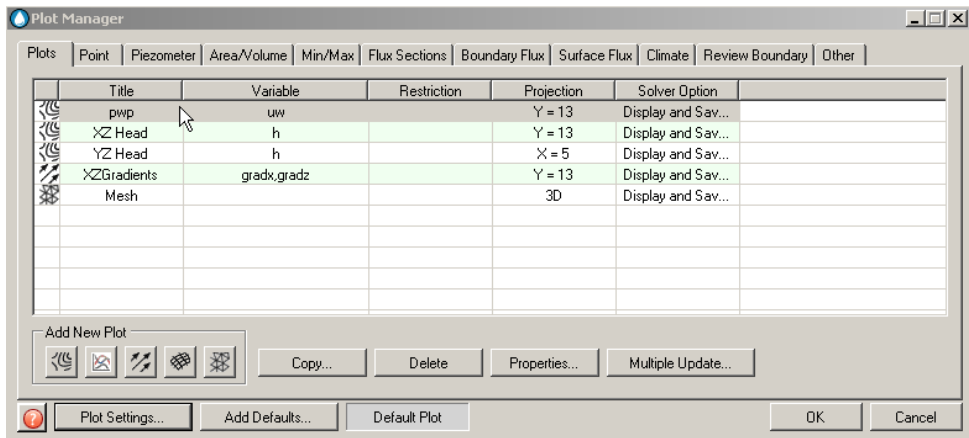 Plot Manager
Plots Point Piezometer Area/Volume Min/Max Flux Sections Boundary Flux Surface Flux Climate Review Boundary Other
Title Variable Restriction Projection Solver Option
pwp uw Y = 13 Display and Sav...
XZ Head h Y = 13 Display and Sav...
YZ Head h X = 5 Display and Sav...
XZGradients gradx,gradz Y = 13 Display and Sav...
Mesh 3D Display and Sav...
Add New Plot
Copy... Delete Properties... Multiple Update...
Plot Settings... Add Defaults... Default Plot OK Cancel